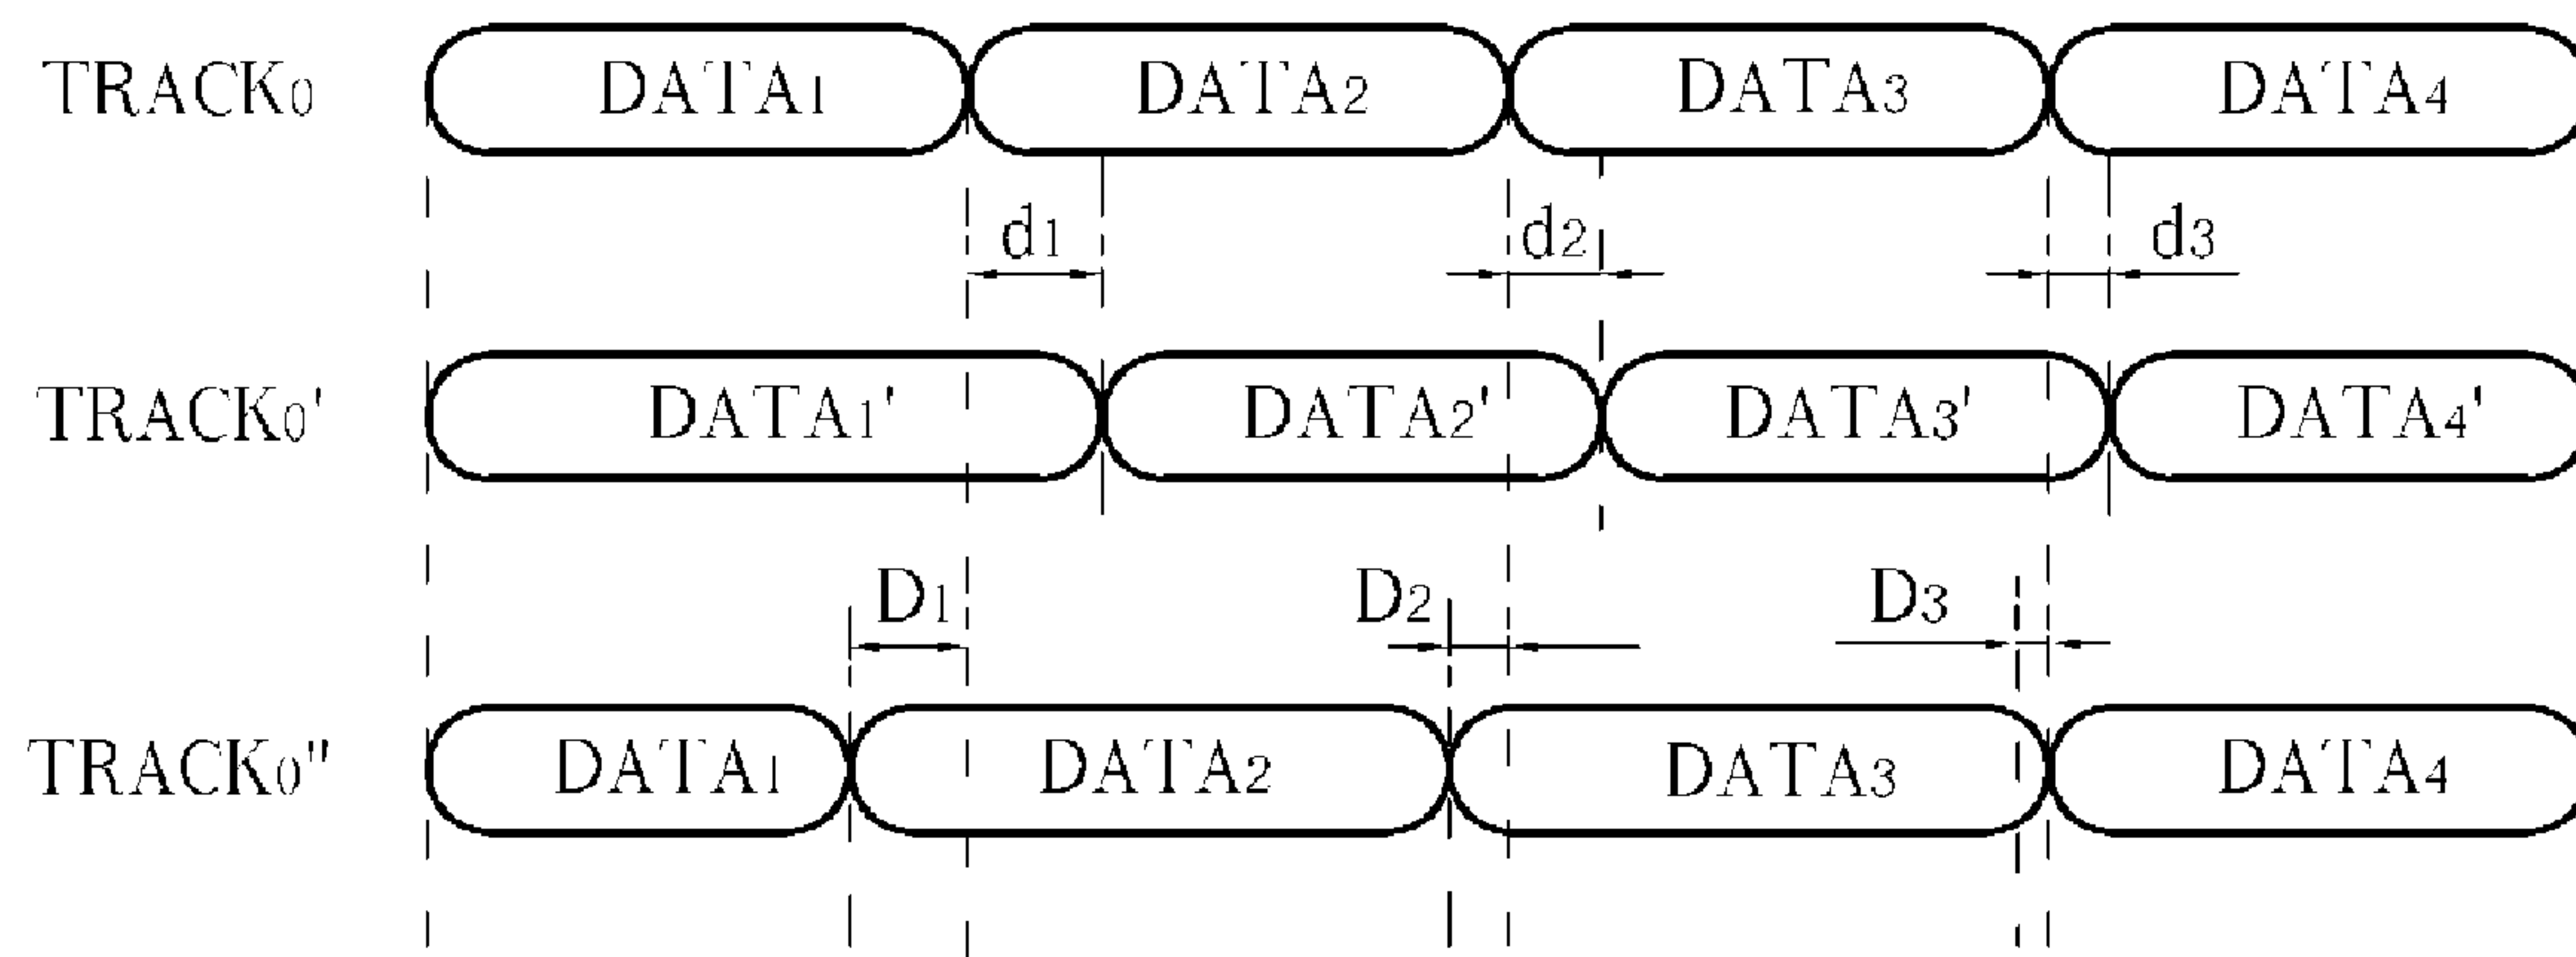 TRACK0 DATA1 DATA2 DATA3 DATA4
d1 d2 d3
TRACK0' DATA1' DATA2' DATA3' DATA4'
D1 D2 D3
TRACK0" DATA1 DATA2 DATA3 DATA4